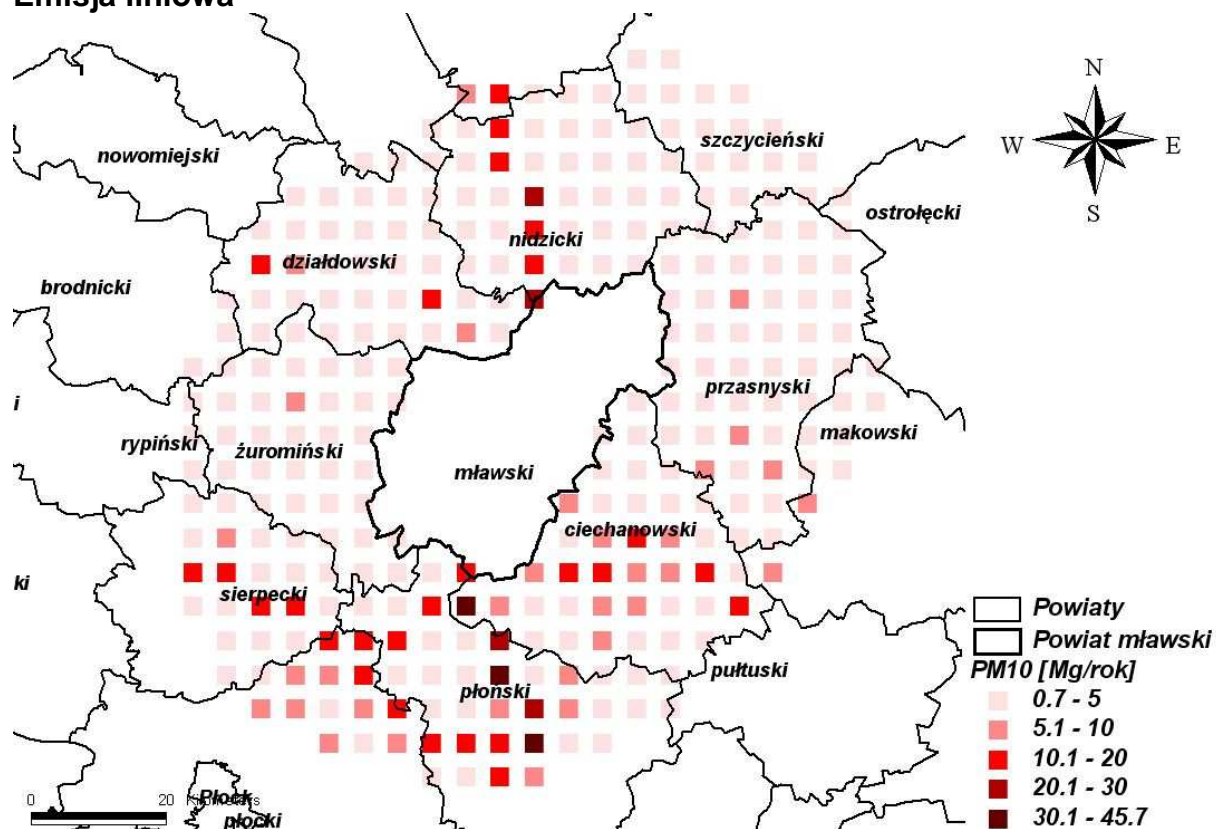 Emisja liniowa
N
W
E
S
szczycieński
nowomiejski
ostrołęcki
nidzicki
działdowski
brodnicki
przasnyski
i
makowski
rypiński
żuromiński
mławski
ciechanowski
ki
sierpecki
Powiaty
Powiat mławski
pułtuski
PM10 [Mg/rok]
płoński
0.7 - 5
5.1 - 10
10.1 - 20
20.1 - 30
30.1 - 45.7
0
20 Kilometers
Płock
płocki